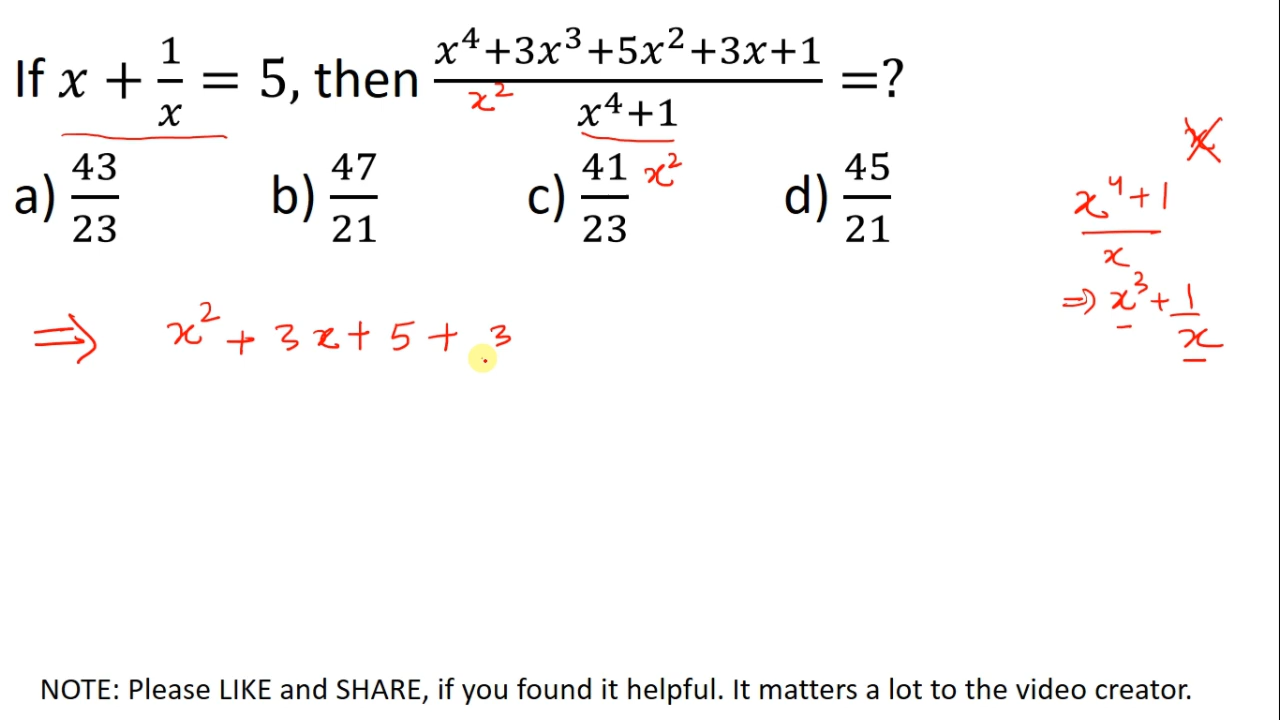 If x + 1/x = 5, then (x⁴+3x³+5x²+3x+1)/(x⁴+1) =?
x²
x²
a) 43/23 b) 47/21 c) 41/23 d) 45/21
x
x⁴+1
x
⇒ x³ + 1/x
⇒ x² + 3x + 5 + 3
NOTE: Please LIKE and SHARE, if you found it helpful. It matters a lot to the video creator.